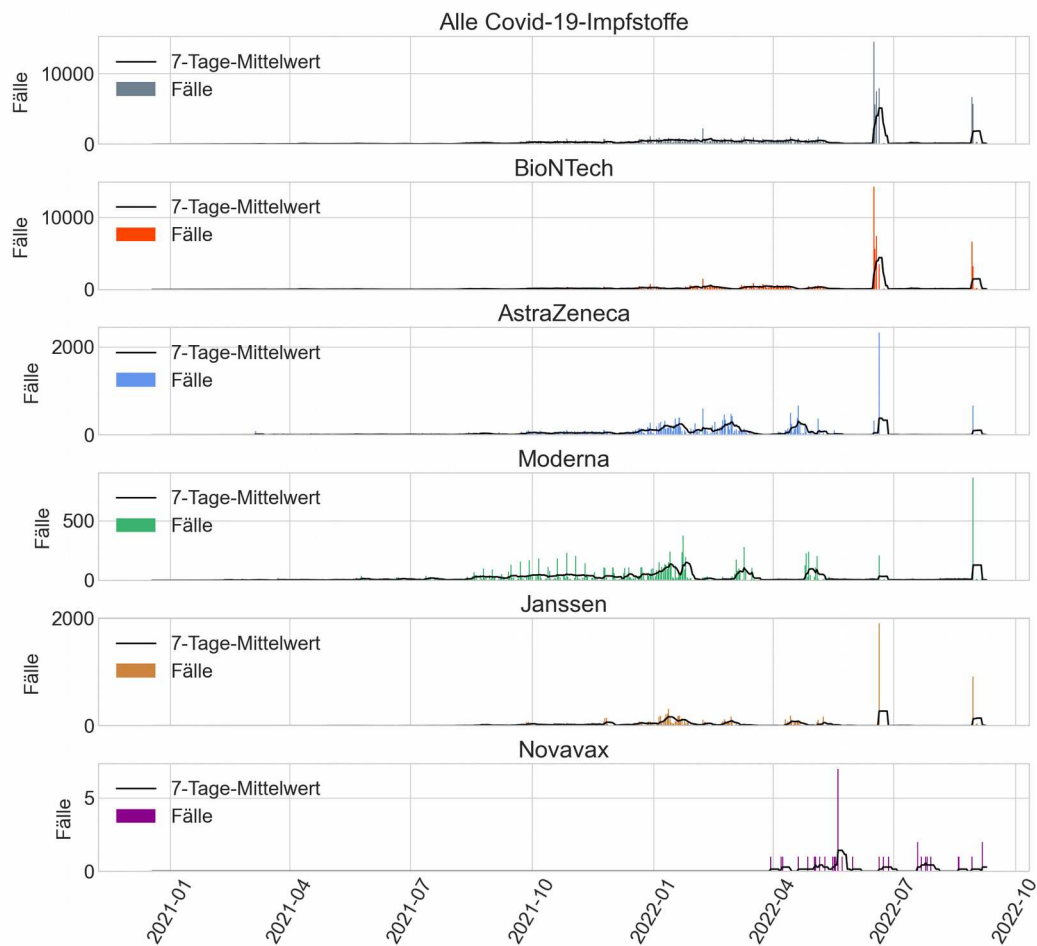 Alle Covid-19-Impfstoffe
Fälle
10000
0
7-Tage-Mittelwert
Fälle
BioNTech
Fälle
10000
0
7-Tage-Mittelwert
Fälle
AstraZeneca
Fälle
2000
0
7-Tage-Mittelwert
Fälle
Moderna
Fälle
500
0
7-Tage-Mittelwert
Fälle
Janssen
Fälle
2000
0
7-Tage-Mittelwert
Fälle
Novavax
Fälle
5
0
7-Tage-Mittelwert
Fälle
2021-01
2021-04
2021-07
2021-10
2022-01
2022-04
2022-07
2022-10